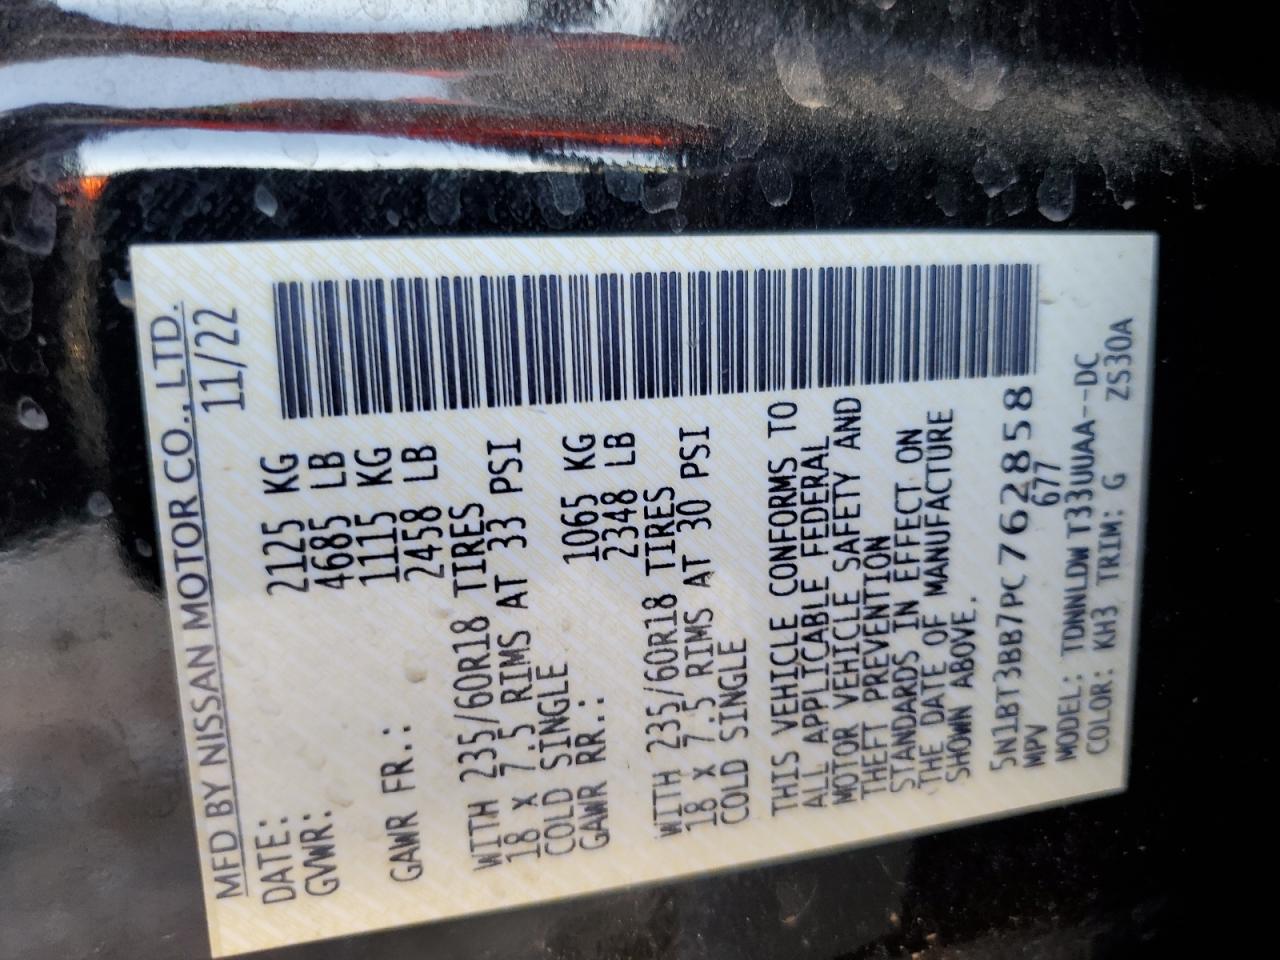 MFD BY NISSAN MOTOR CO., LTD.
DATE: 11/22
GVWR: 2125 KG
4685 LB
GAWR FR.: 1115 KG
2458 LB
WITH 235/60R18 TIRES
18 X 7.5 RIMS AT 33 PSI
COLD SINGLE
GAWR RR.: 1065 KG
2348 LB
WITH 235/60R18 TIRES
18 X 7.5 RIMS AT 30 PSI
COLD SINGLE
THIS VEHICLE CONFORMS TO
ALL APPLICABLE FEDERAL
MOTOR VEHICLE SAFETY AND
THEFT PREVENTION
STANDARDS IN EFFECT ON
THE DATE OF MANUFACTURE
SHOWN ABOVE.
5N1BT3BB7PC762858
MPV 677
MODEL: TDNNLDW T33UUAA--DC
COLOR: KH3 TRIM: G ZS30A